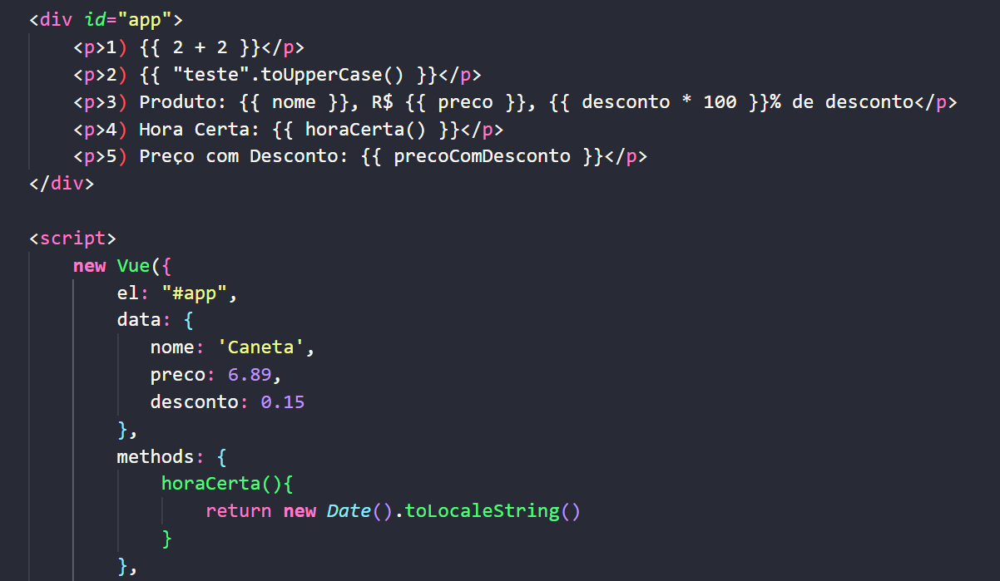 <div id="app">
    <p>1) {{ 2 + 2 }}</p>
    <p>2) {{ "teste".toUpperCase() }}</p>
    <p>3) Produto: {{ nome }}, R$ {{ preco }}, {{ desconto * 100 }}% de desconto</p>
    <p>4) Hora Certa: {{ horaCerta() }}</p>
    <p>5) Preço com Desconto: {{ precoComDesconto }}</p>
</div>

<script>
    new Vue({
        el: "#app",
        data: {
           nome: 'Caneta',
           preco: 6.89,
           desconto: 0.15
        },
        methods: {
            horaCerta(){
                return new Date().toLocaleString()
            }
        },